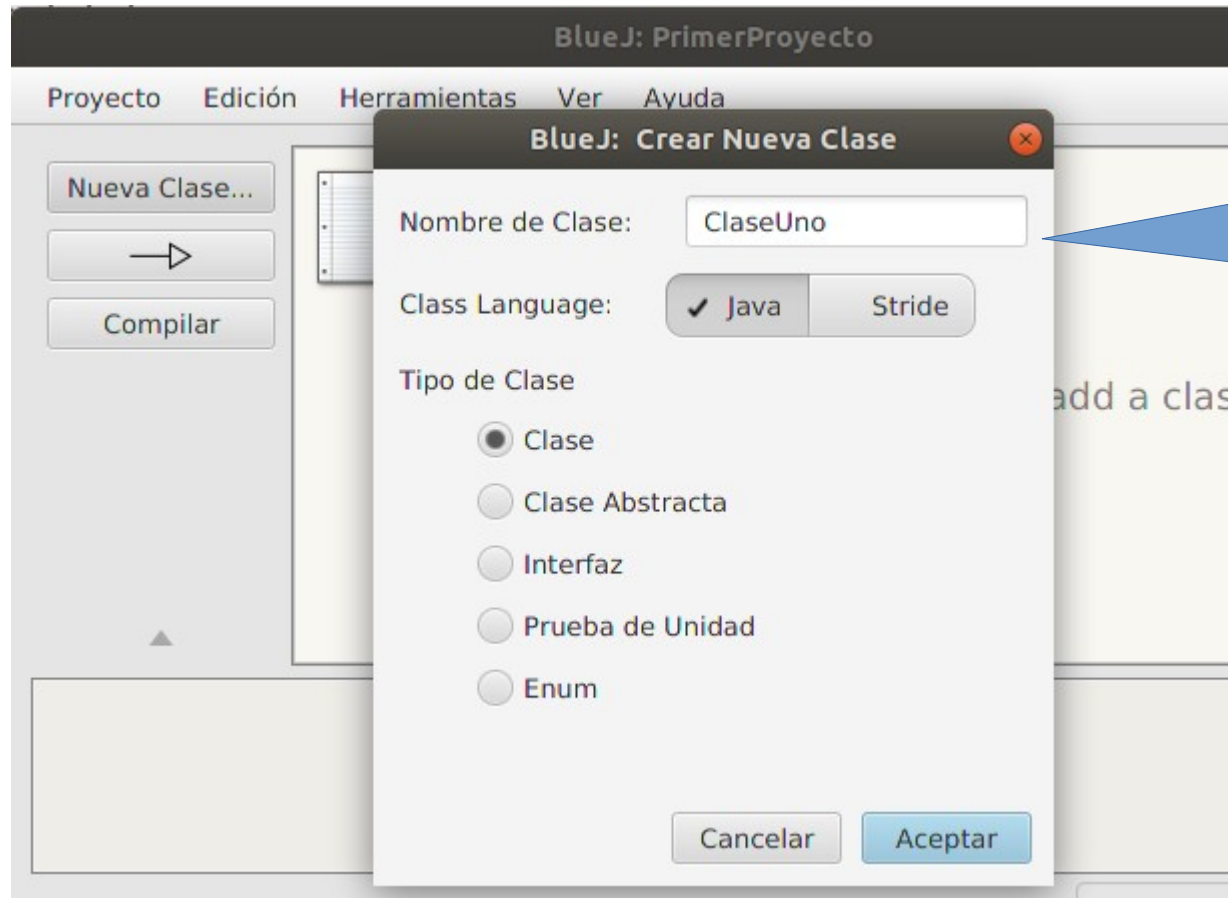 BlueJ: PrimerProyecto
Proyecto Edición Herramientas Ver Ayuda
BlueJ: Crear Nueva Clase
Nueva Clase...
Nombre de Clase: ClaseUno
Class Language: Java Stride
Compilar
Tipo de Clase
add a clas
Clase
Clase Abstracta
Interfaz
Prueba de Unidad
Enum
Cancelar Aceptar